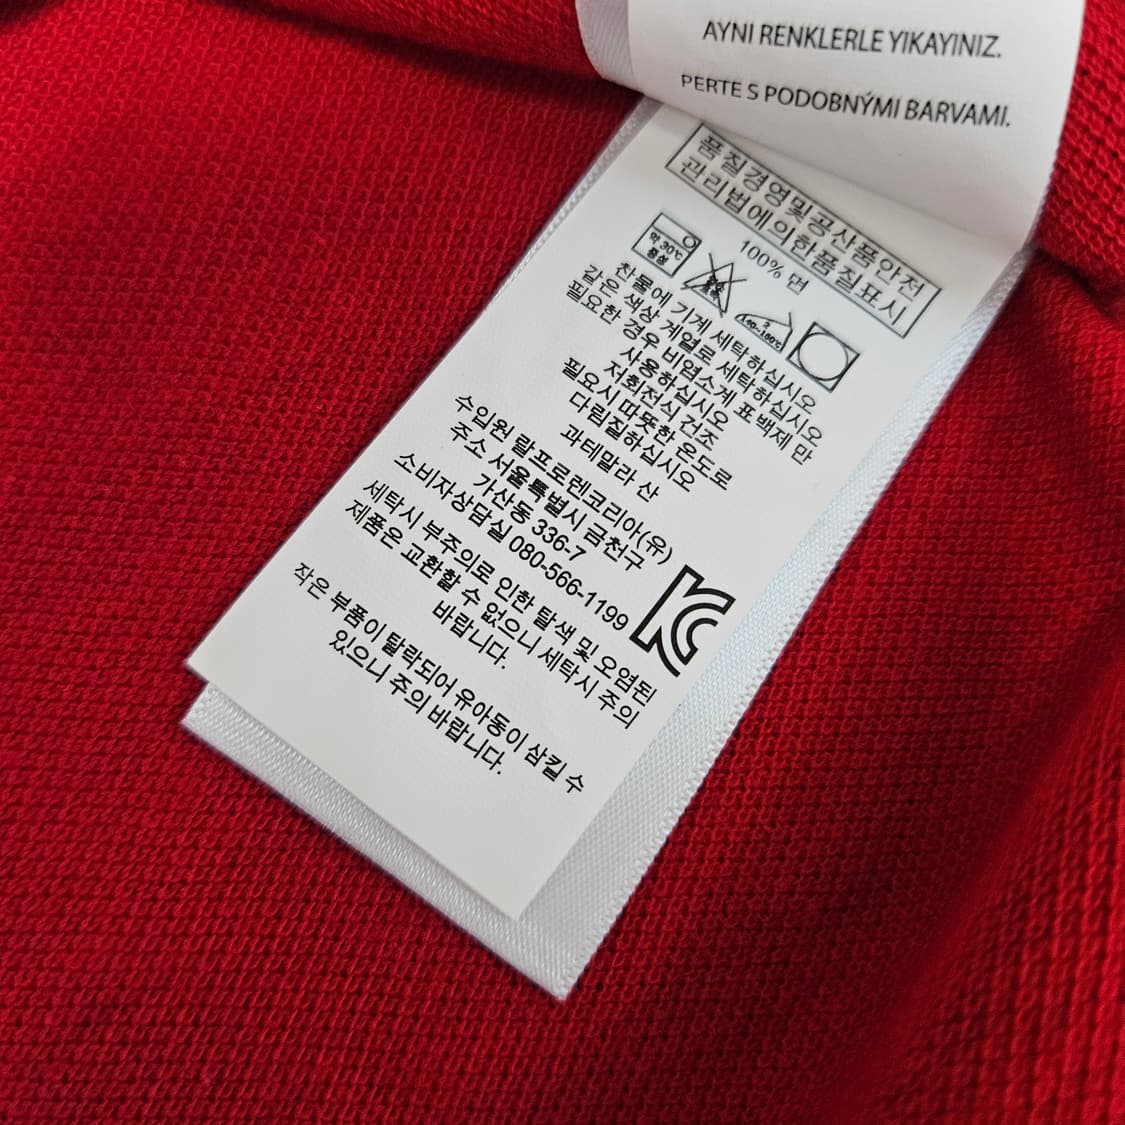 AYNI RENKLERLE YIKAYINIZ.
PERTE S PODOBNÝMI BARVAMI.
품질경영및공산품안전
관리법에의한품질표시
100% 면
약 30℃
중성
140~160℃
찬물에 기계 세탁하십시오
같은 색상 계열로 세탁하십시오
필요한 경우 비염소계 표백제 만
사용하십시오
저회전식 건조
필요시 따뜻한 온도로
다림질하십시오
과테말라 산
수입원 랄프로렌코리아(유)
주소 서울특별시 금천구
가산동 336-7
소비자상담실 080-566-1199
세탁시 부주의로 인한 탈색 및 오염된
제품은 교환할 수 없으니 세탁시 주의
바랍니다.
작은 부품이 탈락되어 유아동이 삼킬 수
있으니 주의 바랍니다.